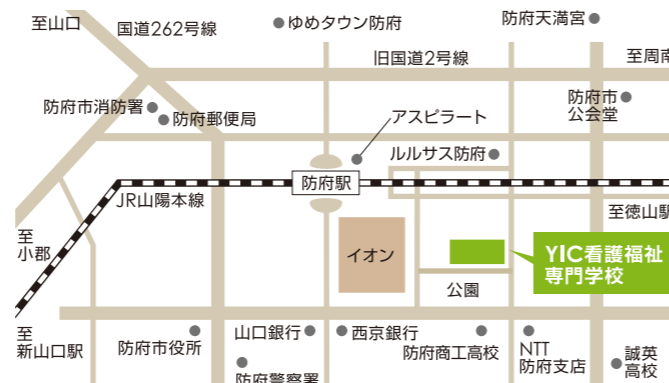 至山口
国道262号線
ゆめタウン防府
防府天満宮
旧国道2号線
至周南
防府市消防署
防府郵便局
アスピラート
防府市
公会堂
ルルサス防府
防府駅
JR山陽本線
至徳山駅
至
小郡
イオン
YIC看護福祉
専門学校
公園
至
新山口駅
防府市役所
山口銀行
西京銀行
防府商工高校
NTT
防府支店
誠英
高校
防府警察署